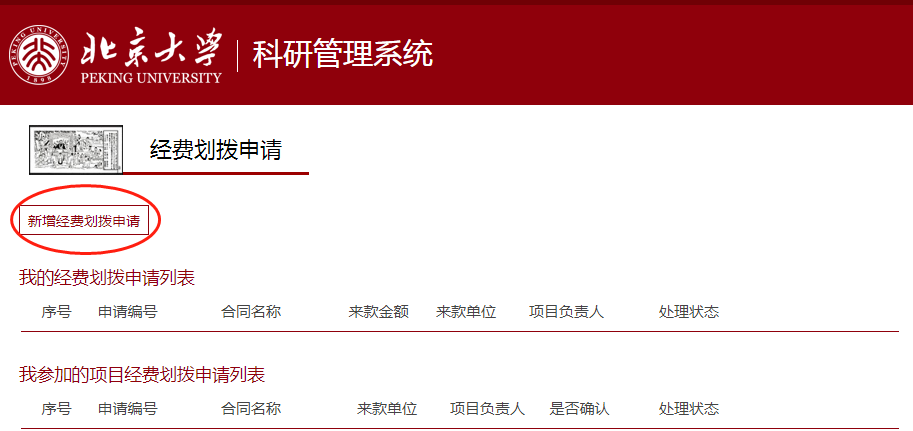 北京大学
PEKING UNIVERSITY
科研管理系统
PEKING UNIVERSITY
1898
经费划拨申请
新增经费划拨申请
我的经费划拨申请列表
序号 申请编号 合同名称 来款金额 来款单位 项目负责人 处理状态
我参加的项目经费划拨申请列表
序号 申请编号 合同名称 来款单位 项目负责人 是否确认 处理状态